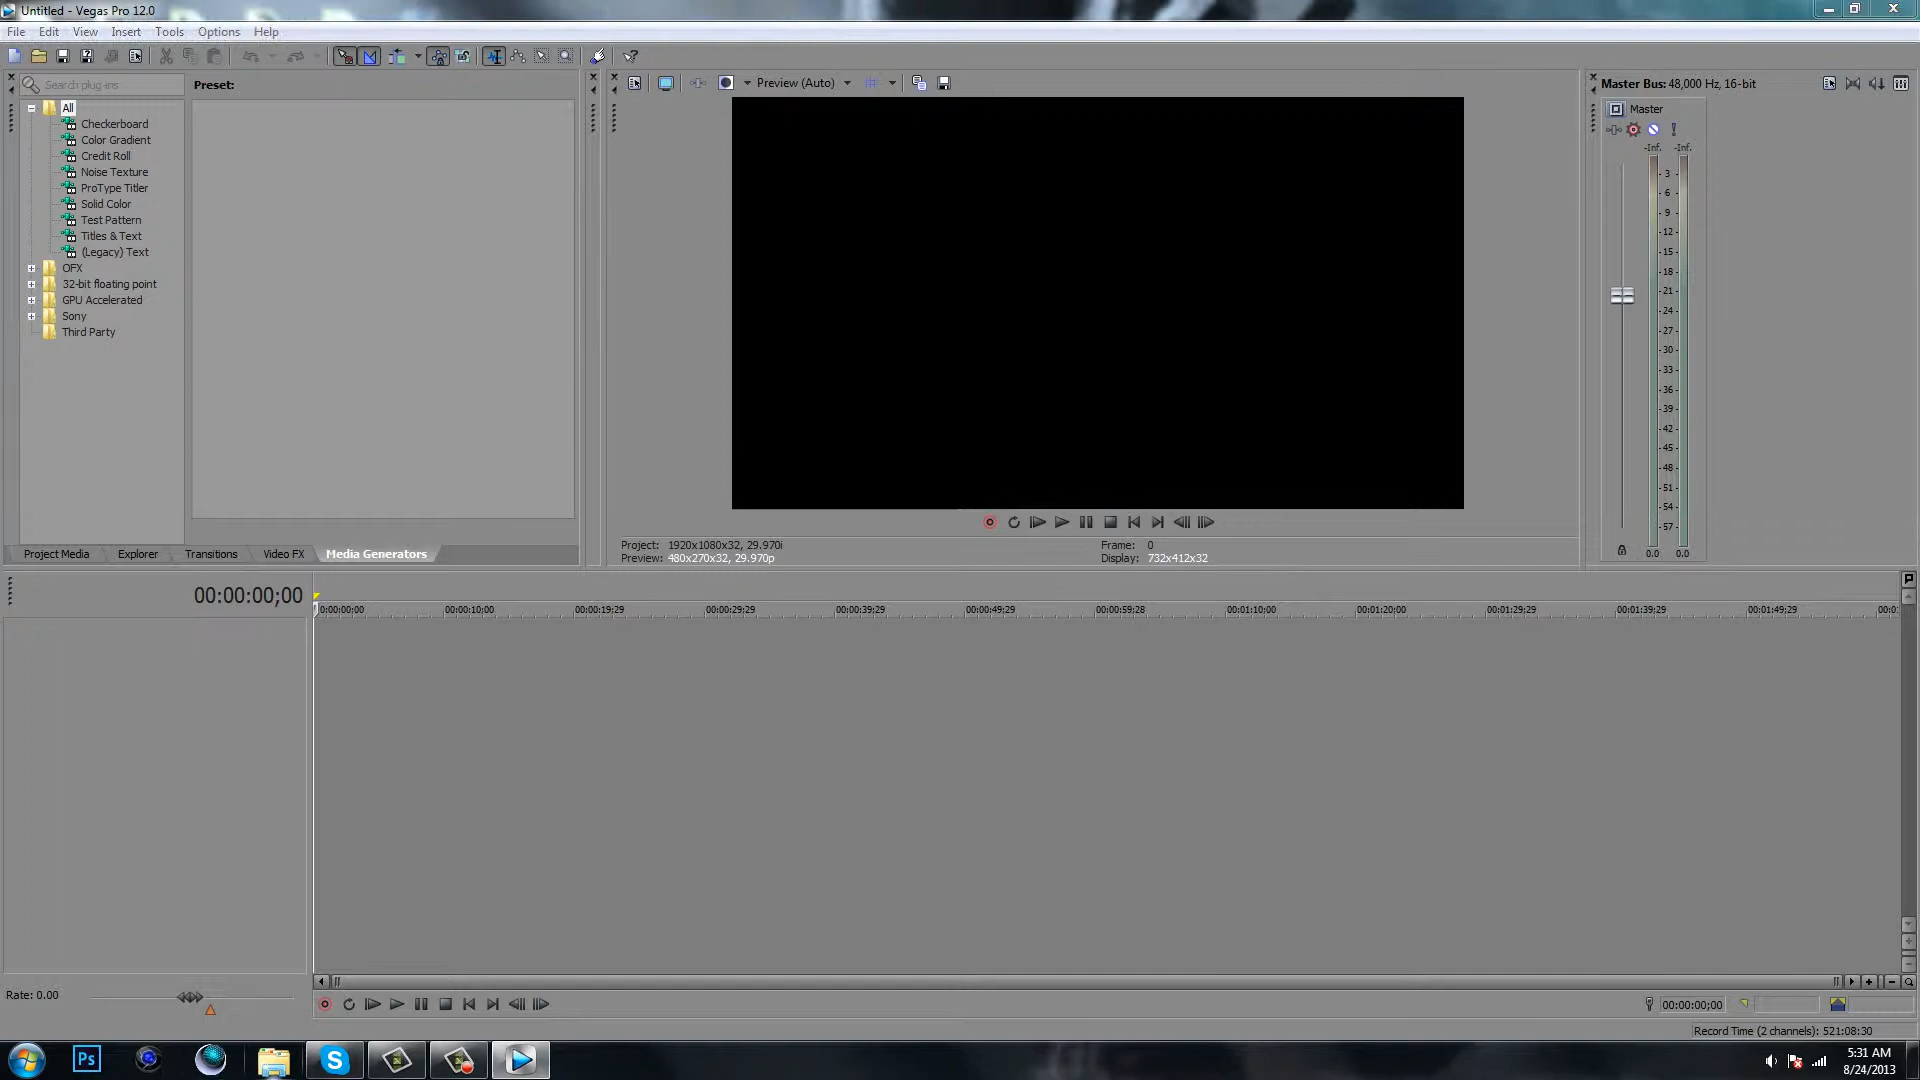 Untitled - Vegas Pro 12.0
File Edit View Insert Tools Options Help
Search plug-ins
Preset:
All
Checkerboard
Color Gradient
Credit Roll
Noise Texture
ProType Titler
Solid Color
Test Pattern
Titles & Text
(Legacy) Text
OFX
32-bit floating point
GPU Accelerated
Sony
Third Party
Project Media Explorer Transitions Video FX Media Generators
Preview (Auto)
Project: 1920x1080x32, 29.970i
Preview: 480x270x32, 29.970p
Frame: 0
Display: 732x412x32
Master Bus: 48,000 Hz, 16-bit
Master
-Inf. -Inf.
- 3 -
- 6 -
- 9 -
-12-
-15-
-18-
-21-
-24-
-27-
-30-
-33-
-36-
-39-
-42-
-45-
-48-
-51-
-54-
-57-
0.0 0.0
00:00:00;00
0:00:00;00 00:00:10;00 00:00:19;29 00:00:29;29 00:00:39;29 00:00:49;29 00:00:59;28 00:01:10;00 00:01:20;00 00:01:29;29 00:01:39;29 00:01:49;29 00:0
Rate: 0.00
00:00:00;00
Record Time (2 channels): 521:08:30
Ps
S
5:31 AM
8/24/2013